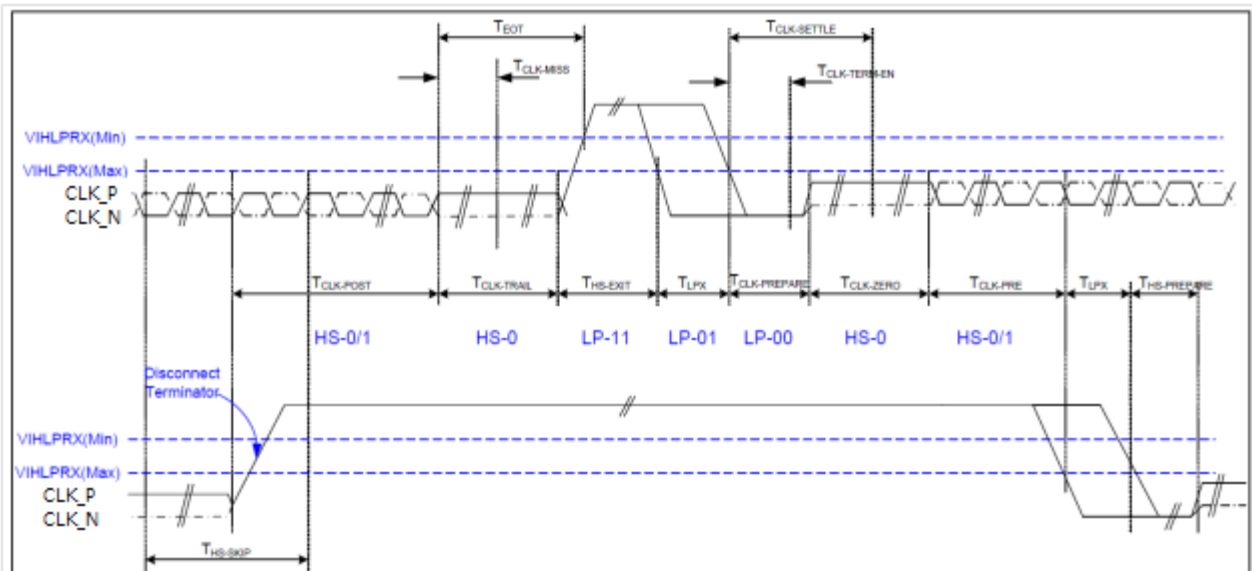 TEOT
TCLK-SETTLE
TCLK-MISS
TCLK-TERM-EN
VIHLPRX(Min)
VIHLPRX(Max)
CLK_P
CLK_N
TCLK-POST TCLK-TRAIL THS-EXIT TLPX TCLK-PREPARE TCLK-ZERO TCLK-PRE TLPX THS-PREPARE
HS-0/1 HS-0 LP-11 LP-01 LP-00 HS-0 HS-0/1
Disconnect
Terminator
VIHLPRX(Min)
VIHLPRX(Max)
CLK_P
CLK_N
THS-SKIP